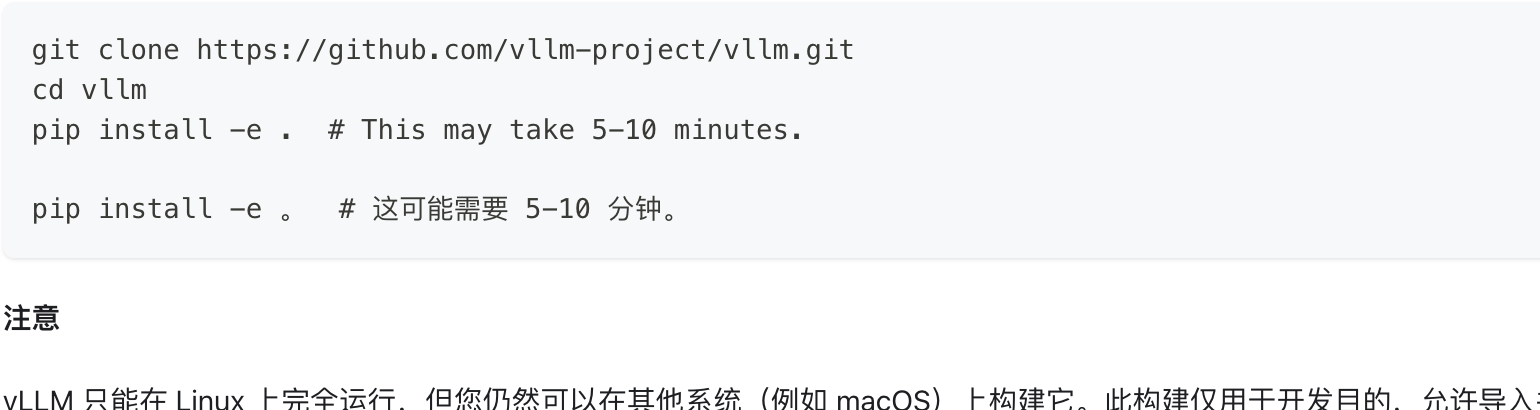 git clone https://github.com/vllm-project/vllm.git
cd vllm
pip install -e .  # This may take 5-10 minutes.
pip install -e 。  # 这可能需要 5-10 分钟。
注意
vLLM 只能在 Linux 上完全运行，但您仍然可以在其他系统（例如 macOS）上构建它。此构建仅用于开发目的，允许导入